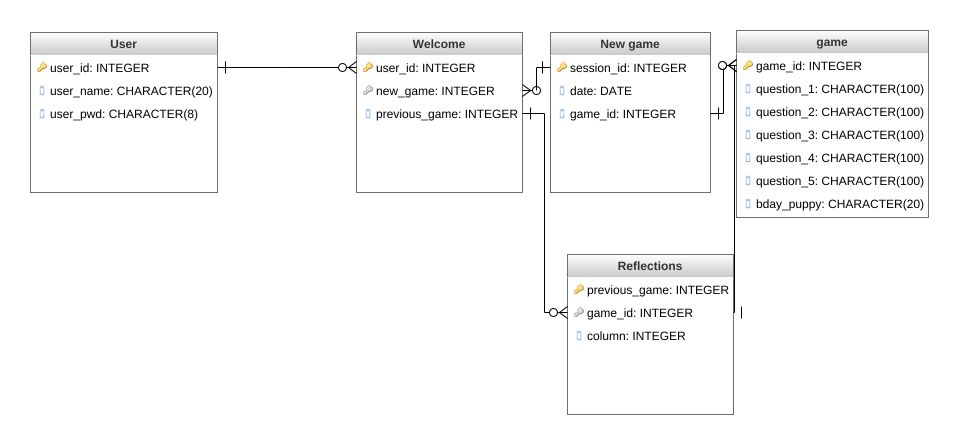 User
user_id: INTEGER
user_name: CHARACTER(20)
user_pwd: CHARACTER(8)
Welcome
user_id: INTEGER
new_game: INTEGER
previous_game: INTEGER
New game
session_id: INTEGER
date: DATE
game_id: INTEGER
game
game_id: INTEGER
question_1: CHARACTER(100)
question_2: CHARACTER(100)
question_3: CHARACTER(100)
question_4: CHARACTER(100)
question_5: CHARACTER(100)
bday_puppy: CHARACTER(20)
Reflections
previous_game: INTEGER
game_id: INTEGER
column: INTEGER